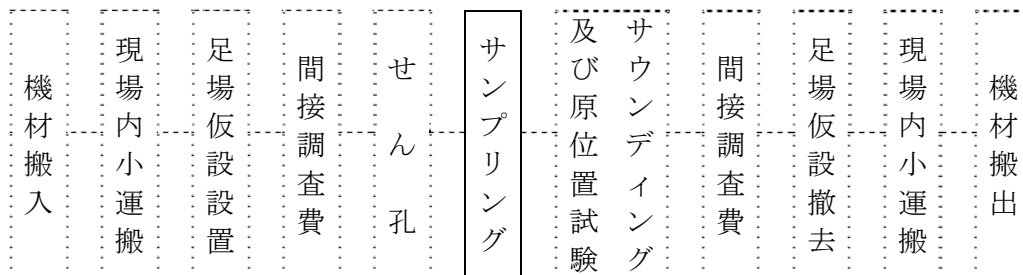 機材搬入
現場内小運搬
足場仮設設置
間接調査費
せん孔
サンプリング
サウンディング
及び原位置試験
間接調査費
足場仮設撤去
現場内小運搬
機材搬出